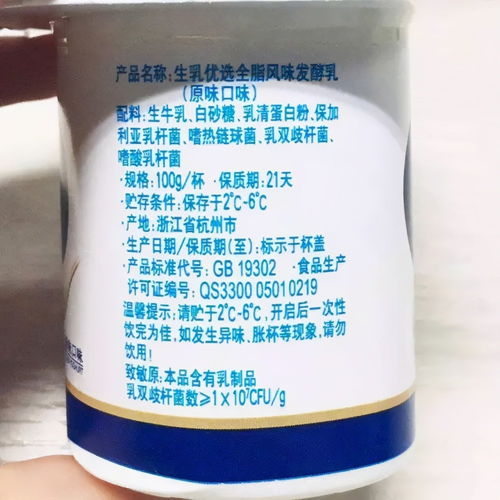 产品名称：生乳优选全脂风味发酵乳
（原味口味）
配料：生牛乳、白砂糖、乳清蛋白粉、保加
利亚乳杆菌、嗜热链球菌、乳双歧杆菌、
嗜酸乳杆菌
·规格：100g/杯 ·保质期：21天
·贮存条件：保存于2℃-6℃
·产地：浙江省杭州市
·生产日期/保质期(至)：标示于杯盖
·产品标准代号：GB 19302 ·食品生产
许可证编号：QS3300 0501 0219
温馨提示：请贮于2℃-6℃，开启后一次性
饮完为佳，如发生异味、胀杯等现象，请勿
饮用！
致敏原：本品含有乳制品
乳双歧杆菌数≥1×10⁷CFU/g
口味